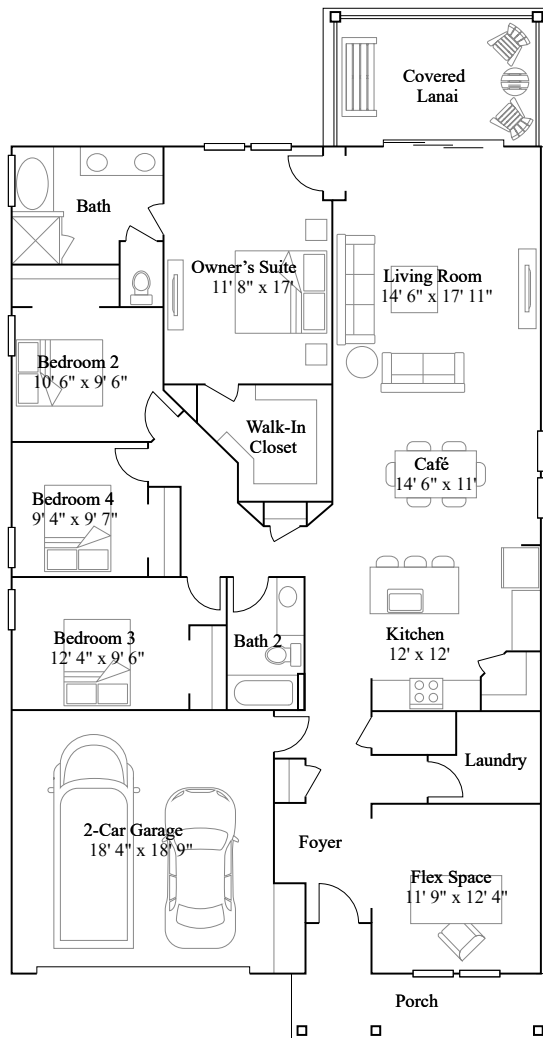 Covered
Lanai
Bath
Owner's Suite
11' 8" x 17'
Living Room
14' 6" x 17' 11"
Bedroom 2
10' 6" x 9' 6"
Walk-In
Closet
Café
14' 6" x 11'
Bedroom 4
9' 4" x 9' 7"
Bedroom 3
12' 4" x 9' 6"
Bath 2
Kitchen
12' x 12'
Laundry
2-Car Garage
18' 4" x 18' 9"
Foyer
Flex Space
11' 9" x 12' 4"
Porch